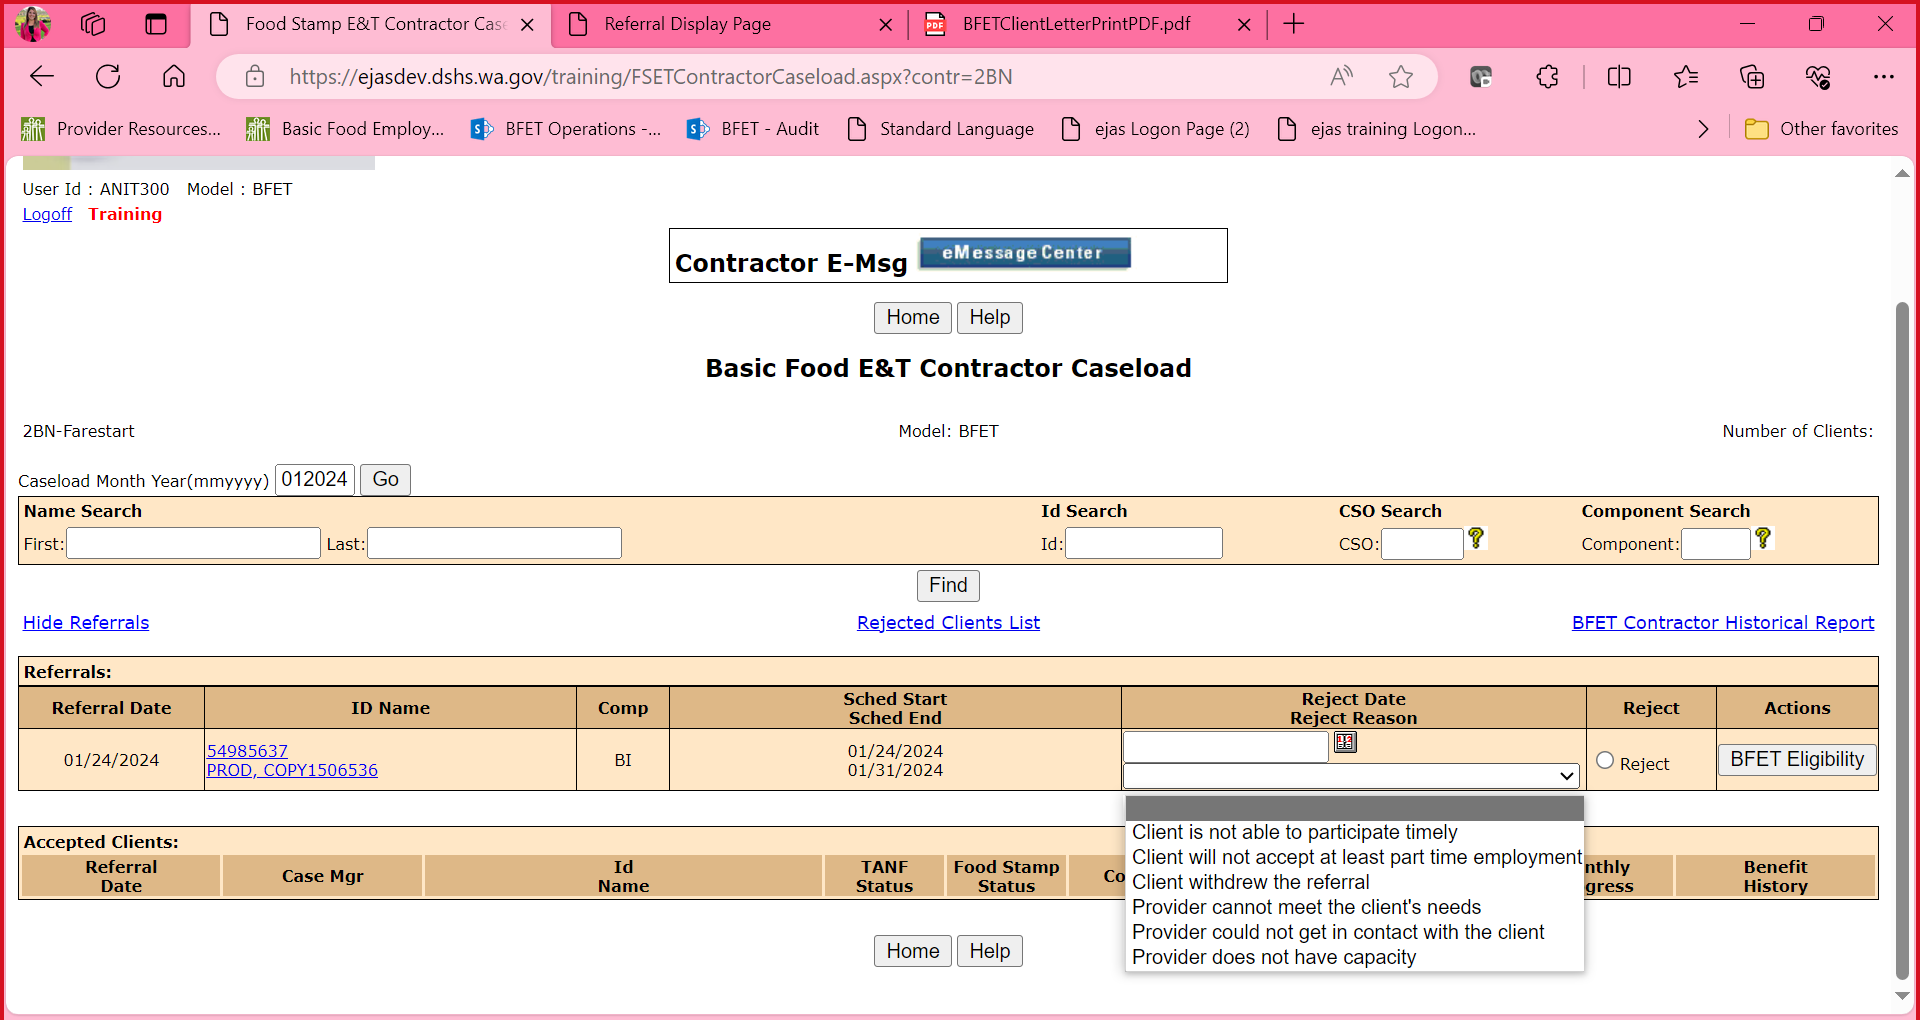 Food Stamp E&T Contractor Case
Referral Display Page
BFETClientLetterPrintPDF.pdf
https://ejasdev.dshs.wa.gov/training/FSETContractorCaseload.aspx?contr=2BN
Provider Resources...
Basic Food Employ...
BFET Operations -...
BFET - Audit
Standard Language
ejas Logon Page (2)
ejas training Logon...
Other favorites
User Id : ANIT300 Model : BFET
Logoff Training
Contractor E-Msg eMessageCenter
Home Help
Basic Food E&T Contractor Caseload
2BN-Farestart Model: BFET Number of Clients:
Caseload Month Year(mmyyyy) 012024 Go
Name Search Id Search CSO Search Component Search
First: Last: Id: CSO: ? Component: ?
Find
Hide Referrals Rejected Clients List BFET Contractor Historical Report
Referrals:
Referral Date ID Name Comp Sched Start Sched End Reject Date Reject Reason Reject Actions
01/24/2024 54985637 BI 01/24/2024 Reject BFET Eligibility
PROD, COPY1506536 01/31/2024
Client is not able to participate timely
Client will not accept at least part time employment
Client withdrew the referral
Provider cannot meet the client's needs
Provider could not get in contact with the client
Provider does not have capacity
Accepted Clients:
Referral Date Case Mgr Id Name TANF Status Food Stamp Status Co nthly gress Benefit History
Home Help